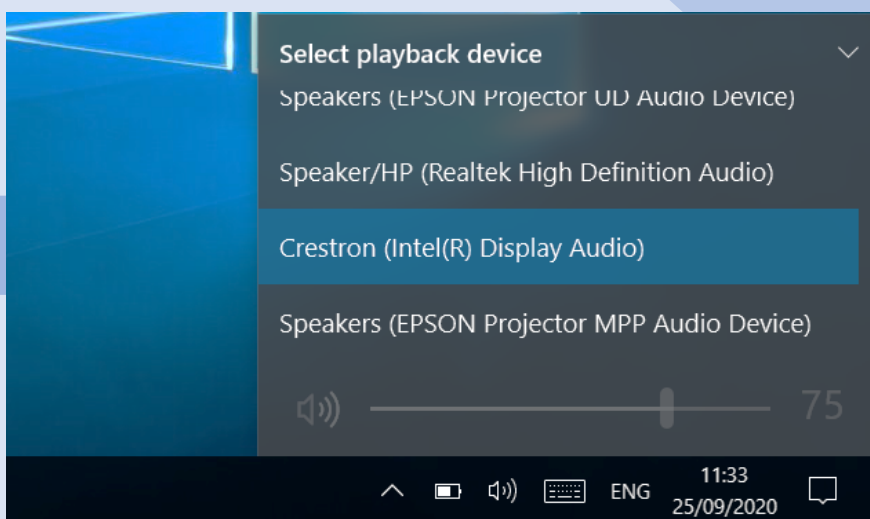 Select playback device
Speakers (EPSON Projector UD Audio Device)
Speaker/HP (Realtek High Definition Audio)
Crestron (Intel(R) Display Audio)
Speakers (EPSON Projector MPP Audio Device)
75
ENG
11:33
25/09/2020